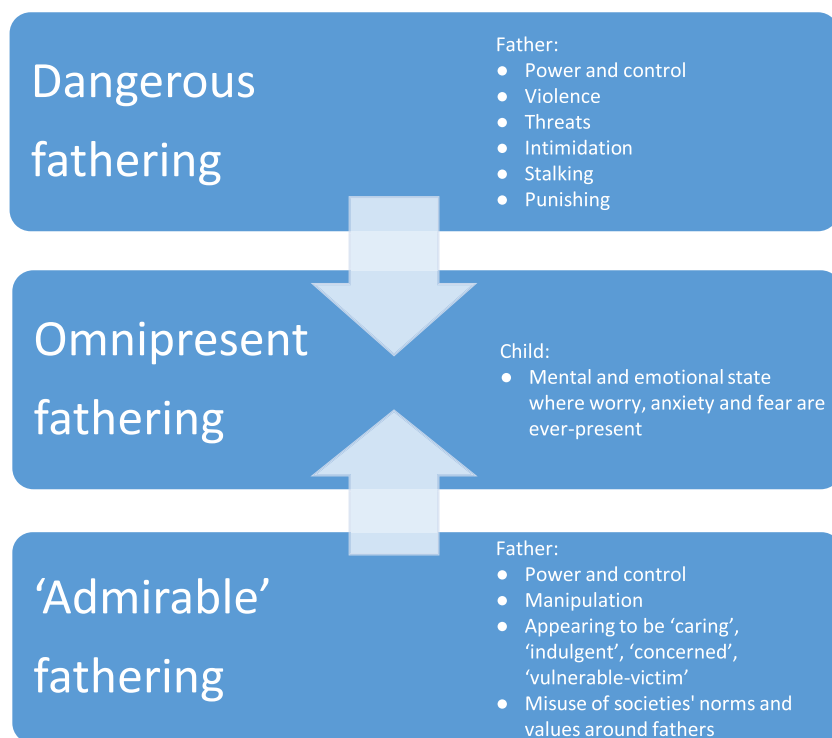 Dangerous
fathering
Father:
● Power and control
● Violence
● Threats
● Intimidation
● Stalking
● Punishing
Omnipresent
fathering
Child:
● Mental and emotional state
where worry, anxiety and fear are
ever-present
‘Admirable’
fathering
Father:
● Power and control
● Manipulation
● Appearing to be ‘caring’,
‘indulgent’, ‘concerned’,
‘vulnerable-victim’
● Misuse of societies' norms and
values around fathers